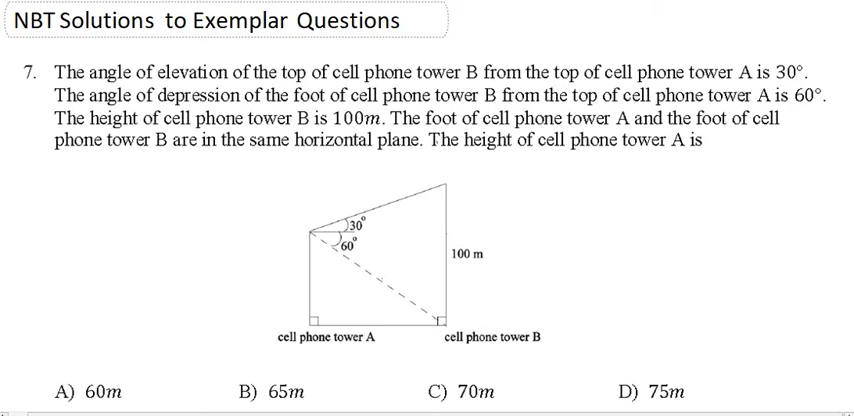 NBT Solutions to Exemplar Questions
7. The angle of elevation of the top of cell phone tower B from the top of cell phone tower A is 30°.
The angle of depression of the foot of cell phone tower B from the top of cell phone tower A is 60°.
The height of cell phone tower B is 100m. The foot of cell phone tower A and the foot of cell
phone tower B are in the same horizontal plane. The height of cell phone tower A is
30°
60°
100 m
cell phone tower A cell phone tower B
A) 60m B) 65m C) 70m D) 75m